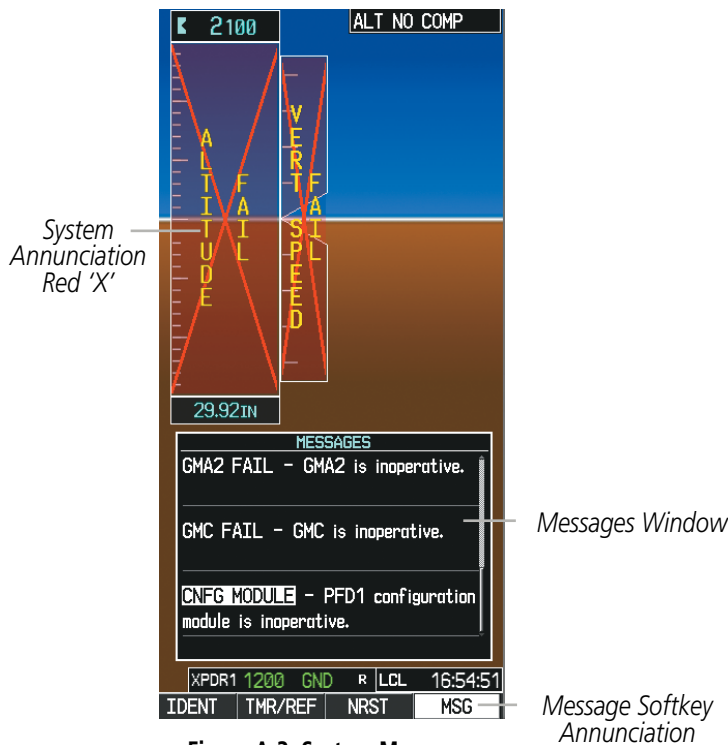 2100
ALT NO COMP
ALTITUDE FAIL
VERT SPEED FAIL
System
Annunciation
Red ‘X’
29.92IN
MESSAGES
GMA2 FAIL – GMA2 is inoperative.
GMC FAIL – GMC is inoperative.
CNFG MODULE – PFD1 configuration
module is inoperative.
Messages Window
XPDR1 1200 GND R LCL 16:54:51
IDENT TMR/REF NRST MSG
Message Softkey
Annunciation